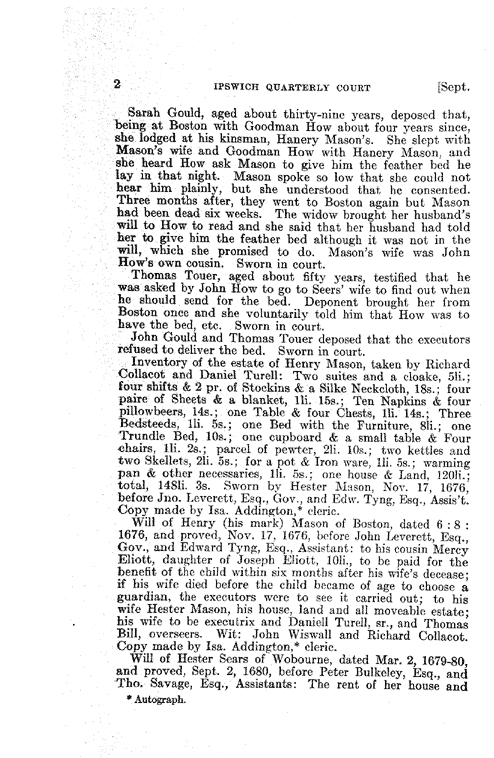 2 IPSWICH QUARTERLY COURT [Sept.
Sarah Gould, aged about thirty-nine years, deposed that,
being at Boston with Goodman How about four years since,
she lodged at his kinsman, Hanery Mason's. She slept with
Mason's wife and Goodman How with Hanery Mason, and
she heard How ask Mason to give him the feather bed he
lay in that night. Mason spoke so low that she could not
hear him plainly, but she understood that he consented.
Three months after, they went to Boston again but Mason
had been dead six weeks. The widow brought her husband's
will to How to read and she said that her husband had told
her to give him the feather bed although it was not in the
will, which she promised to do. Mason's wife was John
How's own cousin. Sworn in court.
Thomas Touer, aged about fifty years, testified that he
was asked by John How to go to Seers' wife to find out when
he should send for the bed. Deponent brought her from
Boston once and she voluntarily told him that How was to
have the bed, etc. Sworn in court.
John Gould and Thomas Touer deposed that the executors
refused to deliver the bed. Sworn in court.
Inventory of the estate of Henry Mason, taken by Richard
Collacot and Daniel Turell: Two suites and a cloake, 5li.;
four shifts & 2 pr. of Stockins & a Silke Neckcloth, 18s.; four
paire of Sheets & a blanket, 1li. 15s.; Ten Napkins & four
pillowbeers, 14s.; one Table & four Chests, 1li. 14s.; Three
Bedsteeds, 1li. 5s.; one Bed with the Furniture, 8li.; one
Trundle Bed, 10s.; one cupboard & a small table & Four
chairs, 1li. 2s.; parcel of pewter, 2li. 10s.; two kettles and
two Skellets, 2li. 5s.; for a pot & Iron ware, 1li. 5s.; warming
pan & other necessaries, 1li. 5s.; one house & Land, 120li.;
total, 148li. 3s. Sworn by Hester Mason, Nov. 17, 1676,
before Jno. Leverett, Esq., Gov., and Edw. Tyng, Esq., Assis't.
Copy made by Isa. Addington,* cleric.
Will of Henry (his mark) Mason of Boston, dated 6 : 8 :
1676, and proved, Nov. 17, 1676, before John Leverett, Esq.,
Gov., and Edward Tyng, Esq., Assistant: to his cousin Mercy
Eliott, daughter of Joseph Eliott, 10li., to be paid for the
benefit of the child within six months after his wife's decease;
if his wife died before the child became of age to choose a
guardian, the executors were to see it carried out; to his
wife Hester Mason, his house, land and all moveable estate;
his wife to be executrix and Daniell Turell, sr., and Thomas
Bill, overseers. Wit: John Wiswall and Richard Collacot.
Copy made by Isa. Addington,* cleric.
Will of Hester Sears of Wobourne, dated Mar. 2, 1679-80,
and proved, Sept. 2, 1680, before Peter Bulkeley, Esq., and
Tho. Savage, Esq., Assistants: The rent of her house and
* Autograph.